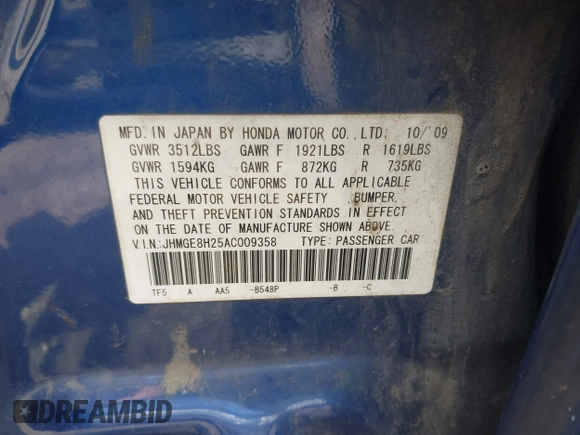 MFD. IN JAPAN BY HONDA MOTOR CO.,LTD: 10/'09
GVWR 3512LBS GAWR F 1921LBS R 1619LBS
GVWR 1594KG GAWR F 872KG R 735KG
THIS VEHICLE CONFORMS TO ALL APPLICABLE
FEDERAL MOTOR VEHICLE SAFETY , BUMPER,
AND THEFT PREVENTION STANDARDS IN EFFECT
ON THE DATE OF MANUFACTURE SHOWN ABOVE.
V.I.N:JHMGE8H25AC009358 TYPE: PASSENGER CAR
TF5 A AA5 -B548P -B -C
DREAMBID